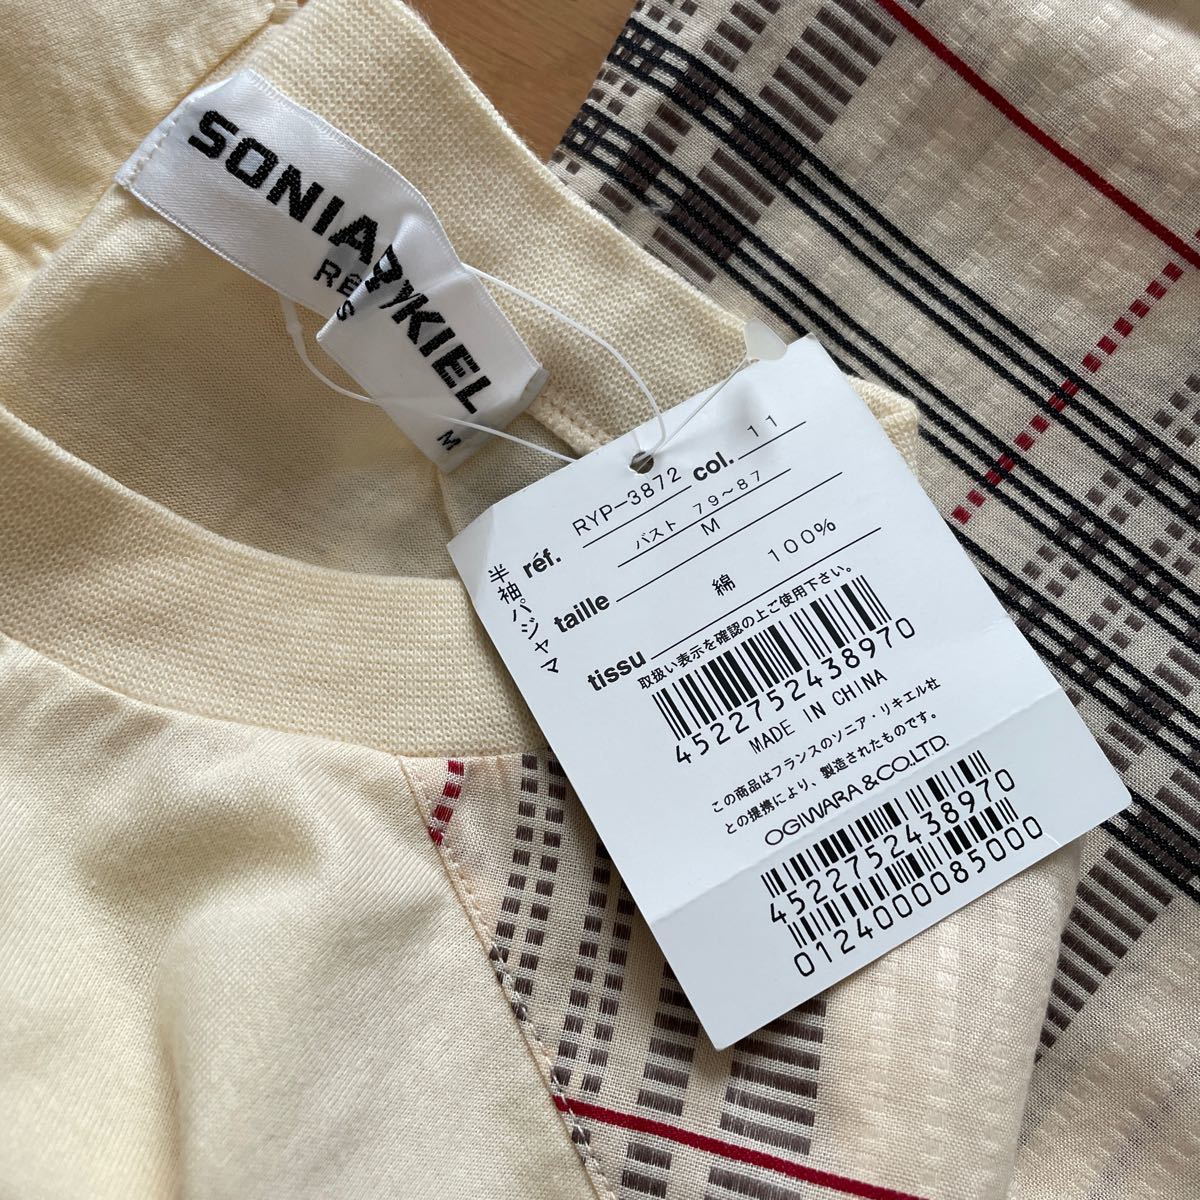 SONIA RYKIEL
M
半袖パジャマ
réf. RYP-3872 col. 11
バスト 79~87
taille M
tissu 綿 100%
取扱い表示を確認の上ご使用下さい。
4522752438970
MADE IN CHINA
この商品はフランスのソニア・リキエル社
との提携により、製造されたものです。
OGIWARA & CO.LTD.
4522752438970
0124000085000